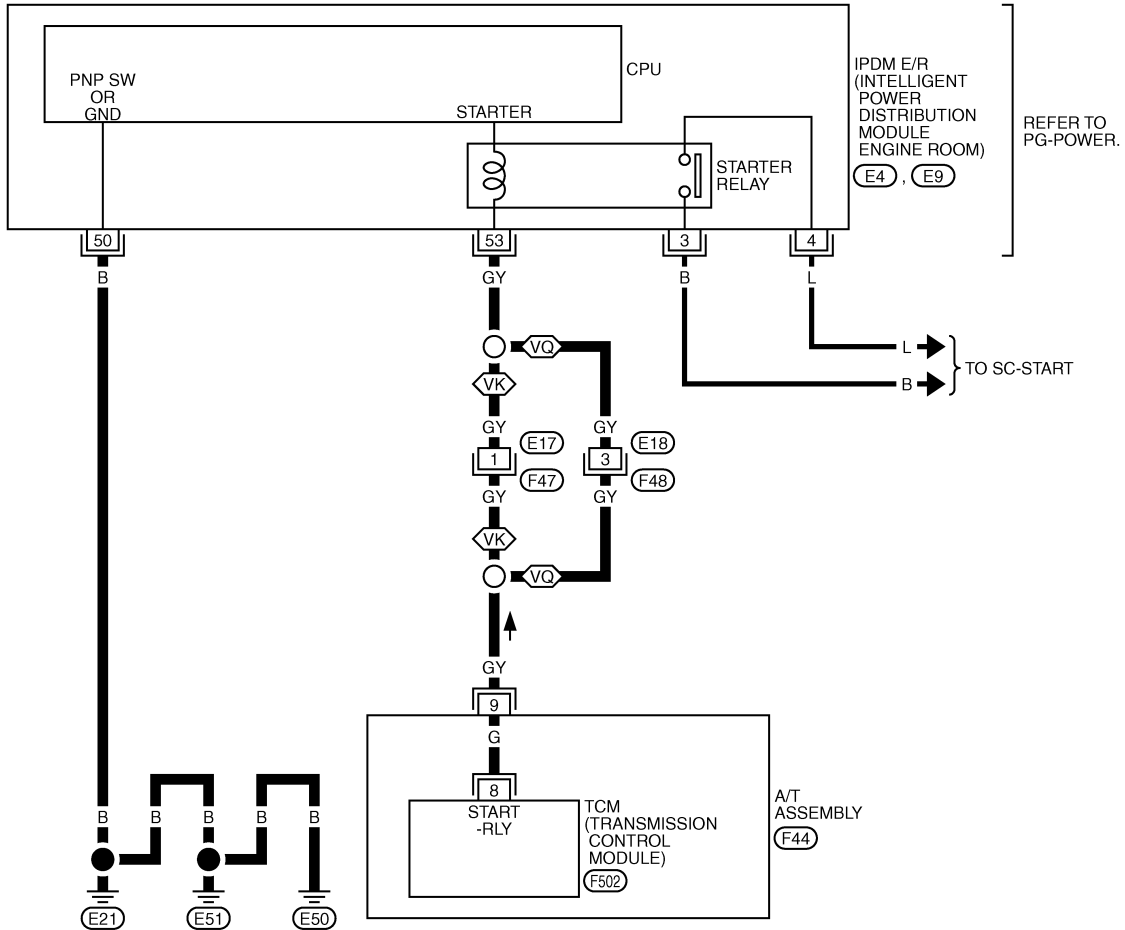 PNP SW
OR
GND
STARTER
CPU
IPDM E/R
(INTELLIGENT
POWER
DISTRIBUTION
MODULE
ENGINE ROOM)
E4 , E9
REFER TO
PG-POWER.
STARTER
RELAY
50
53
3
4
B
GY
B
L
VQ
L
TO SC-START
VK
B
GY
GY
E17
E18
1
3
F47
F48
GY
GY
VK
VQ
GY
9
G
8
START
-RLY
TCM
(TRANSMISSION
CONTROL
MODULE)
F502
A/T
ASSEMBLY
F44
B
B
B
B
B
E21
E51
E50